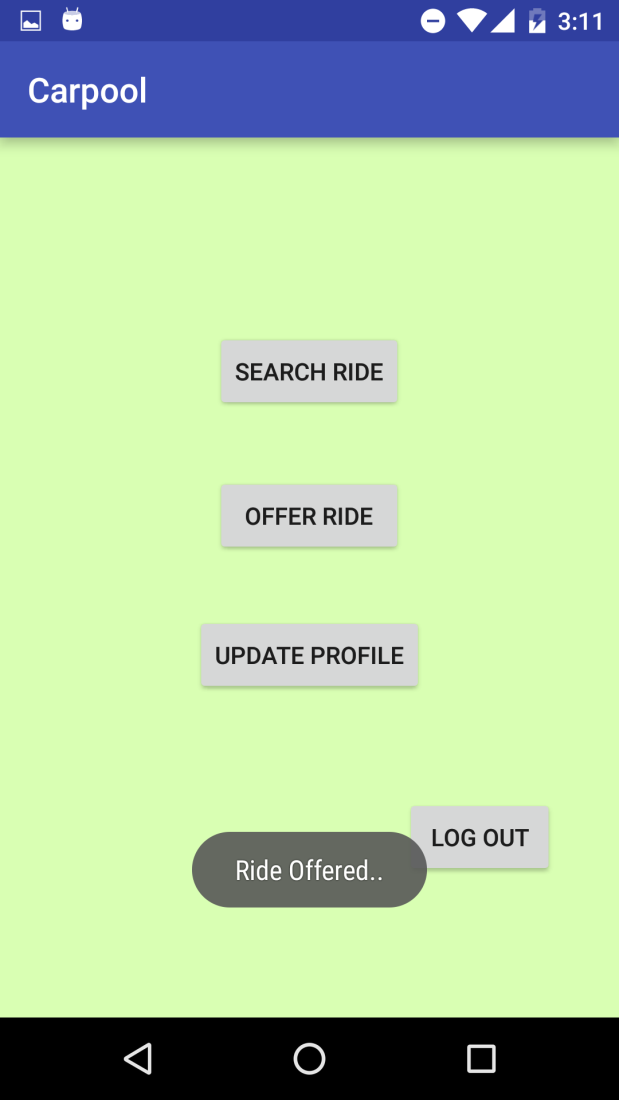 3:11
Carpool
SEARCH RIDE
OFFER RIDE
UPDATE PROFILE
LOG OUT
Ride Offered..